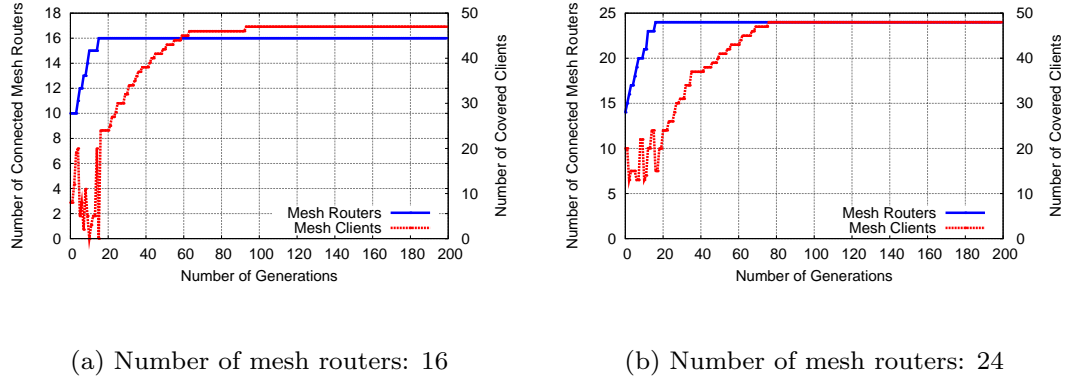 Number of Connected Mesh Routers
18
16
14
12
10
8
6
4
2
0
50
40
30
20
10
0
Number of Covered Clients
Mesh Routers
Mesh Clients
0 20 40 60 80 100 120 140 160 180 200
Number of Generations
(a) Number of mesh routers: 16
Number of Connected Mesh Routers
25
20
15
10
5
0
50
40
30
20
10
0
Number of Covered Clients
Mesh Routers
Mesh Clients
0 20 40 60 80 100 120 140 160 180 200
Number of Generations
(b) Number of mesh routers: 24